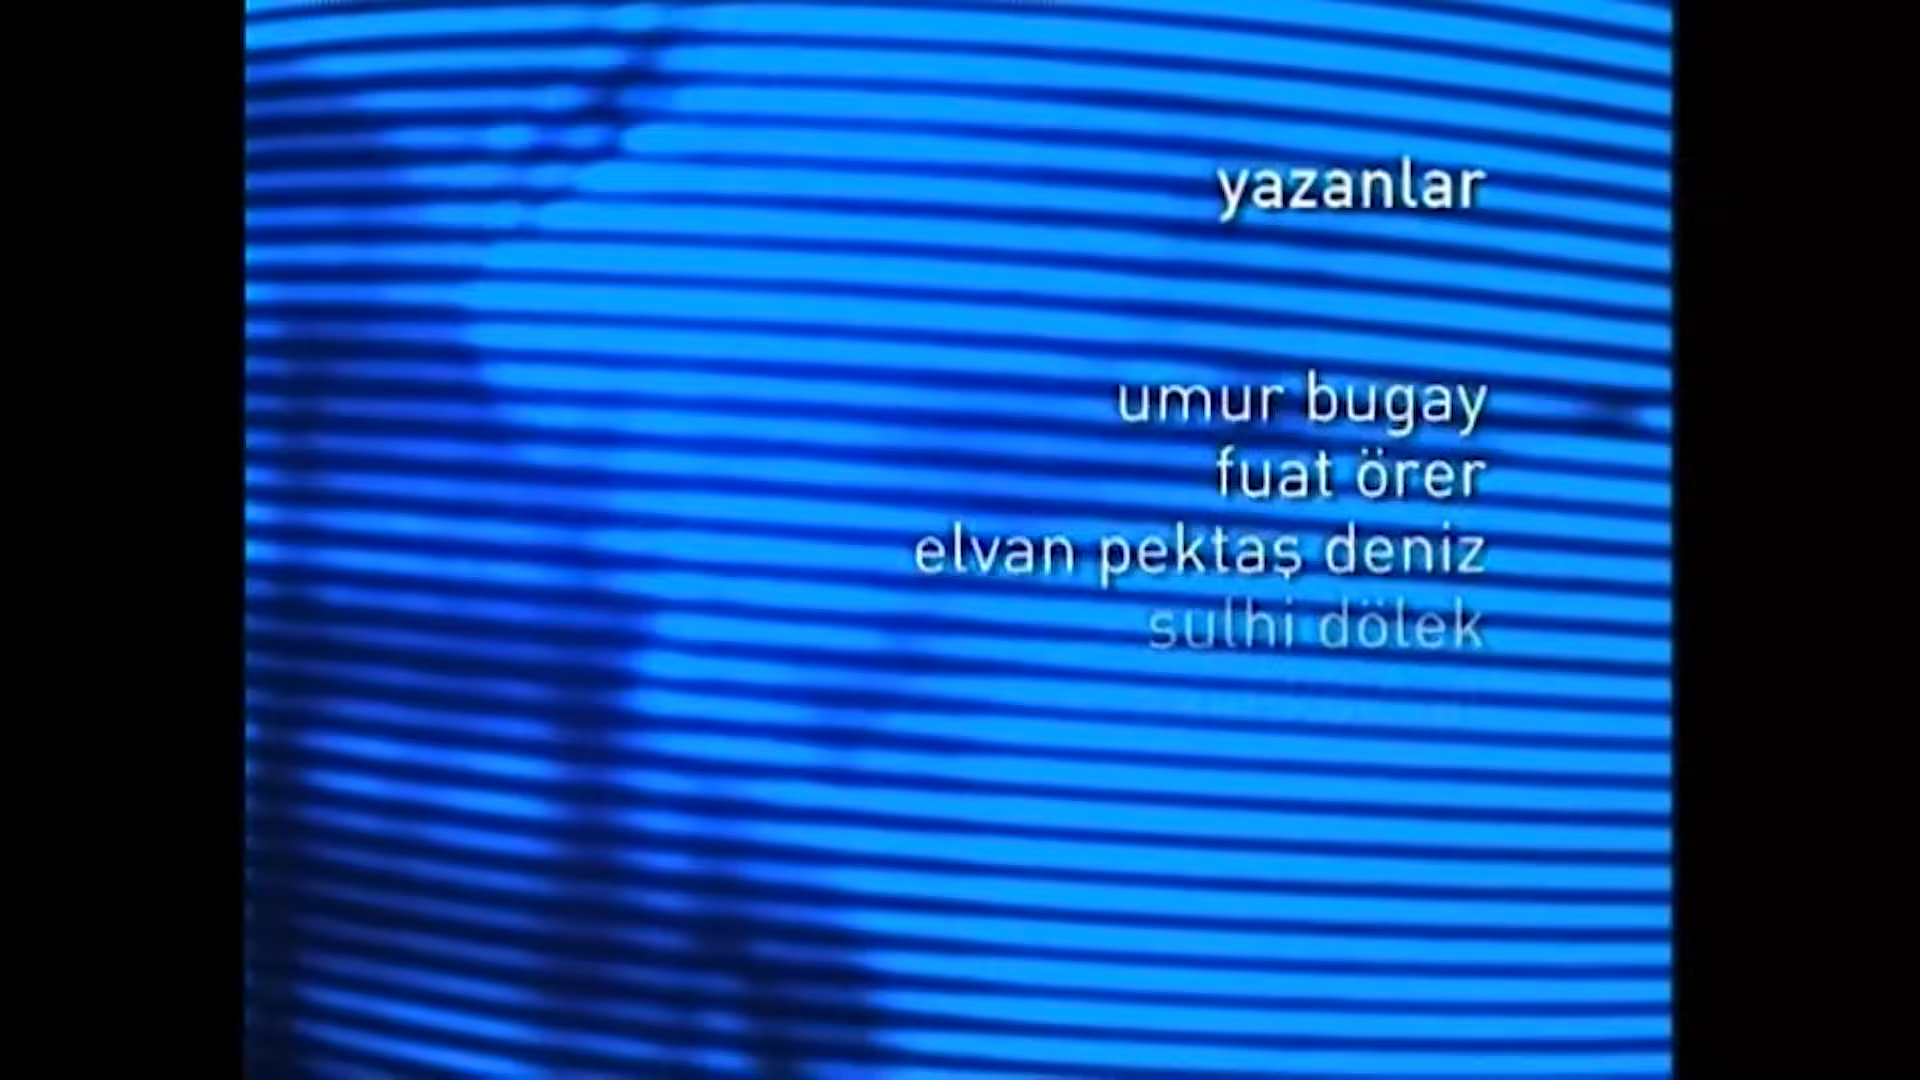 yazanlar
umur bugay
fuat örer
elvan pektaş deniz
sulhi dölek